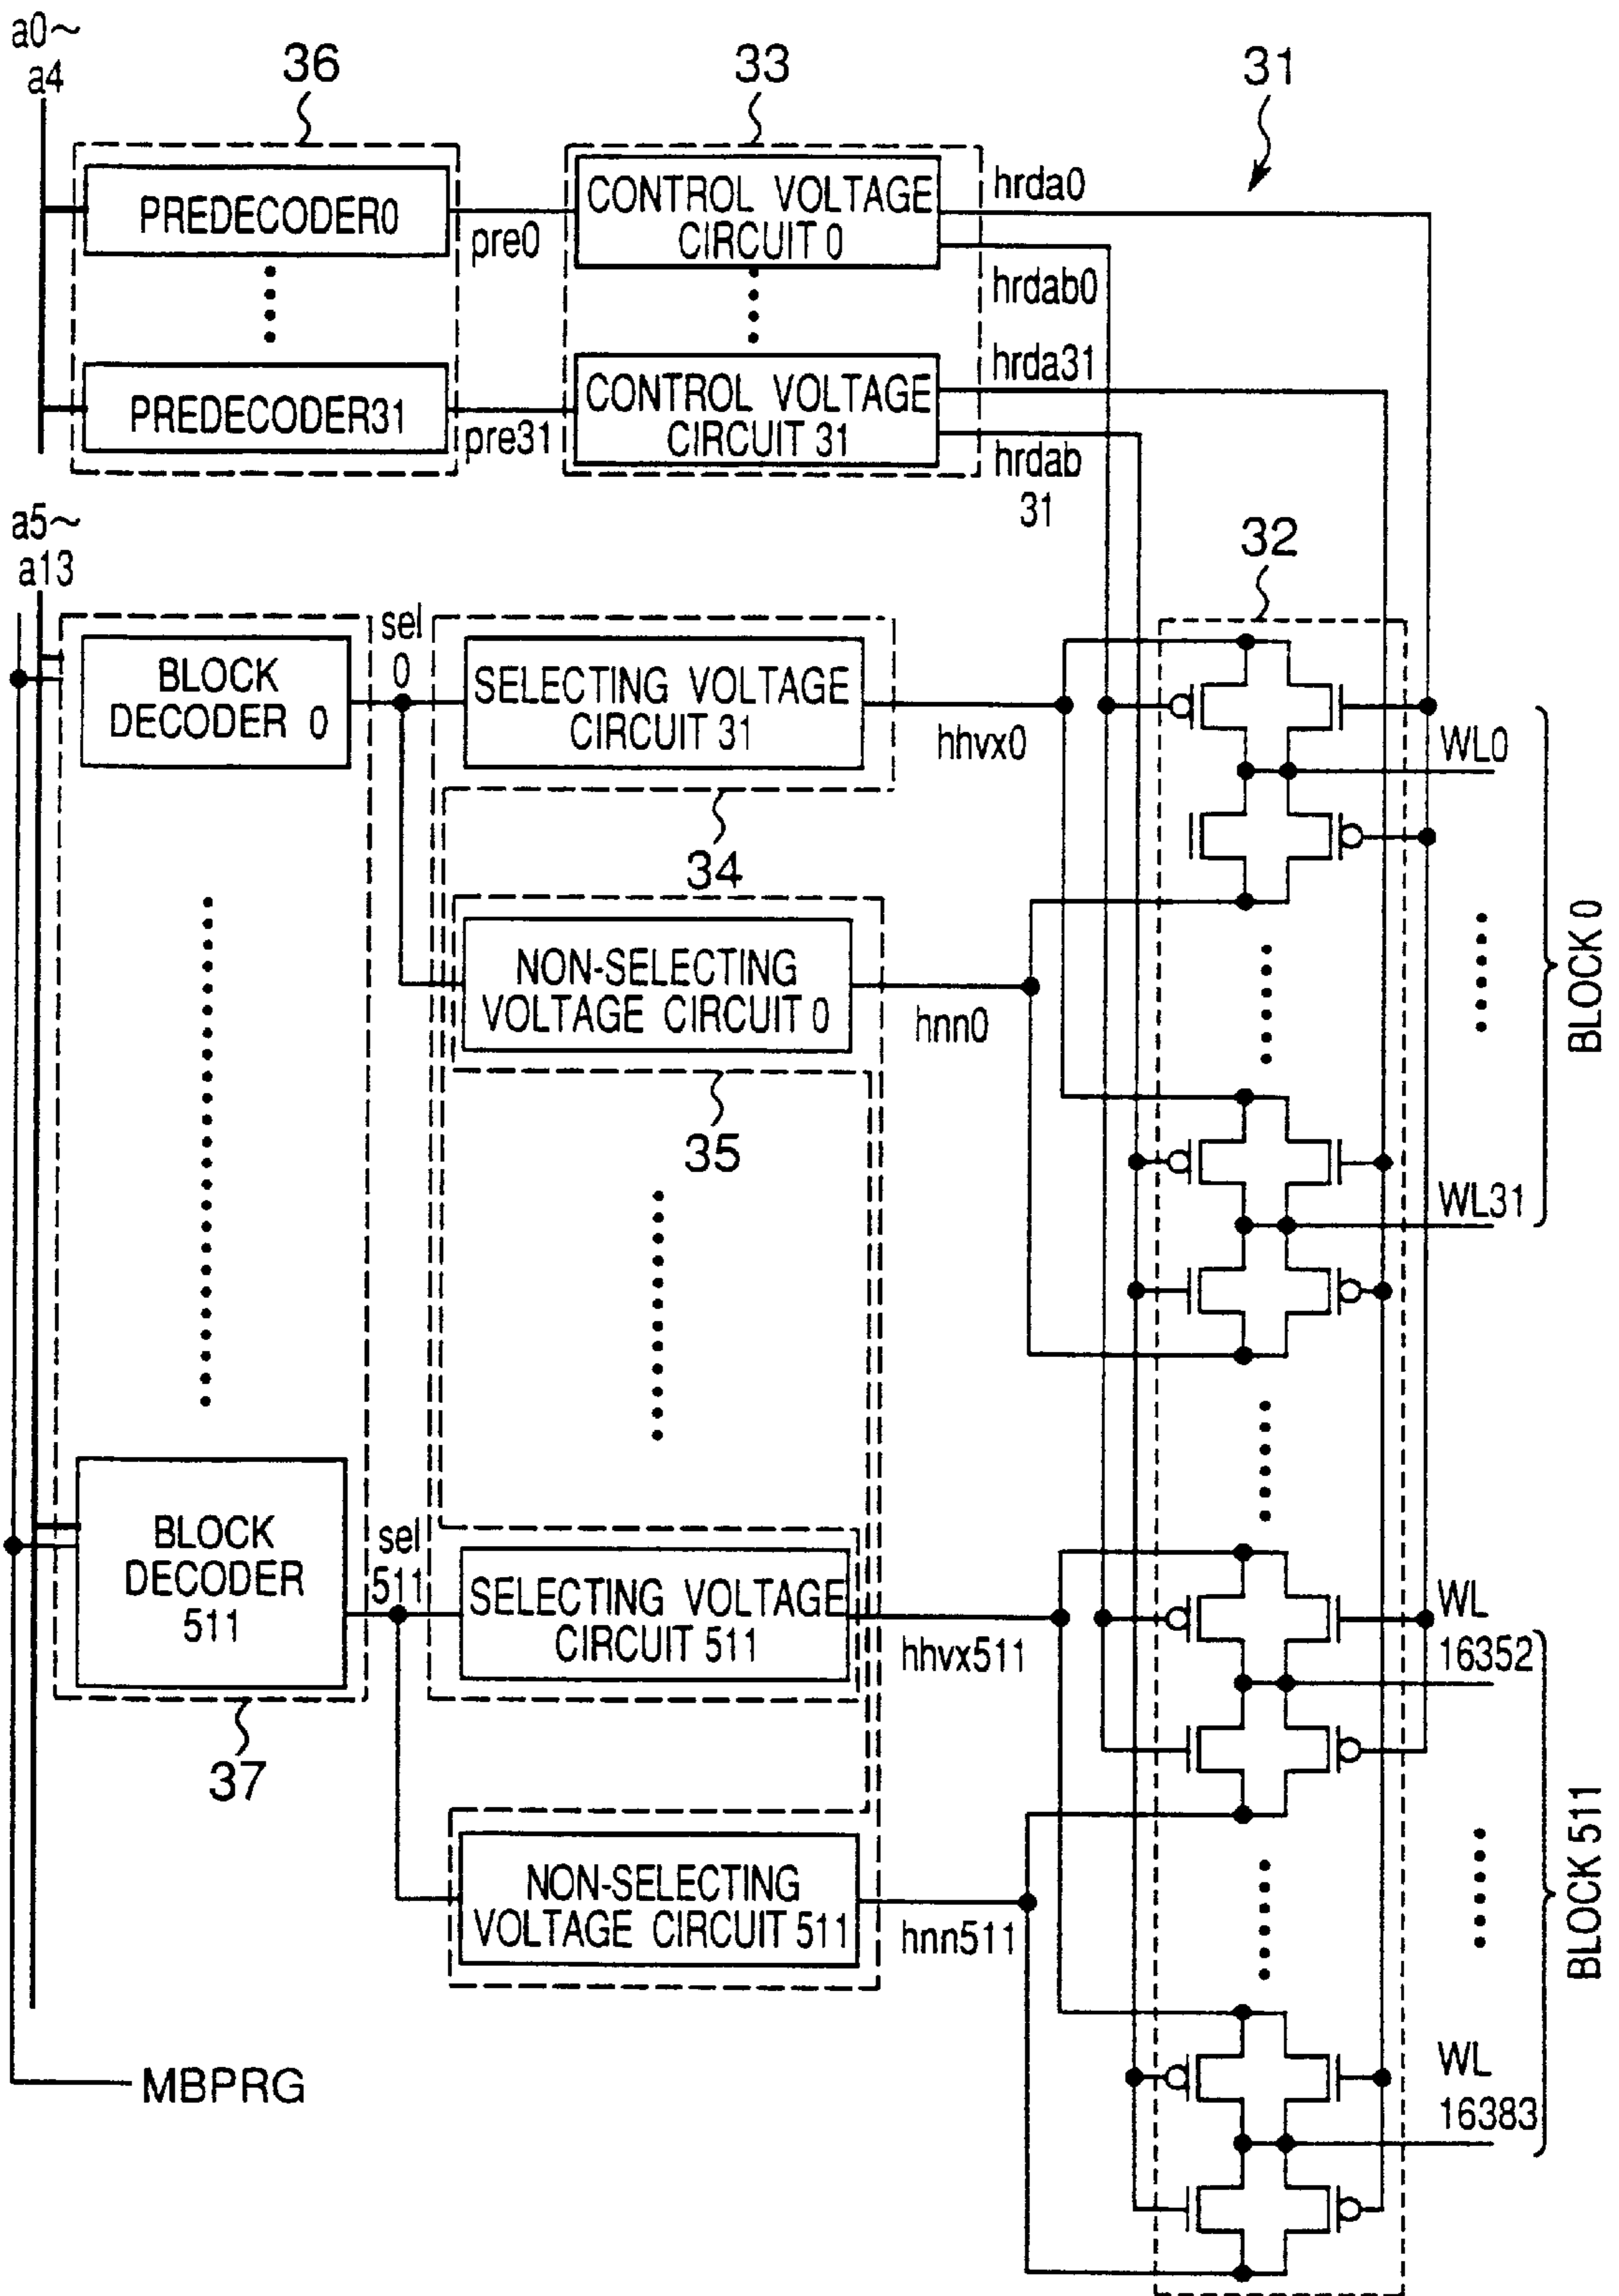 a0~
a4
36
33
31
PREDECODER0
pre0
CONTROL VOLTAGE
CIRCUIT 0
hrda0
hrdab0
PREDECODER31
pre31
CONTROL VOLTAGE
CIRCUIT 31
hrda31
hrdab
31
a5~
a13
32
BLOCK
DECODER 0
sel
0
SELECTING VOLTAGE
CIRCUIT 31
hhvx0
WL0
34
NON-SELECTING
VOLTAGE CIRCUIT 0
hnn0
BLOCK 0
35
WL31
BLOCK
DECODER
511
sel
511
SELECTING VOLTAGE
CIRCUIT 511
hhvx511
WL
16352
37
NON-SELECTING
VOLTAGE CIRCUIT 511
hnn511
BLOCK 511
MBPRG
WL
16383